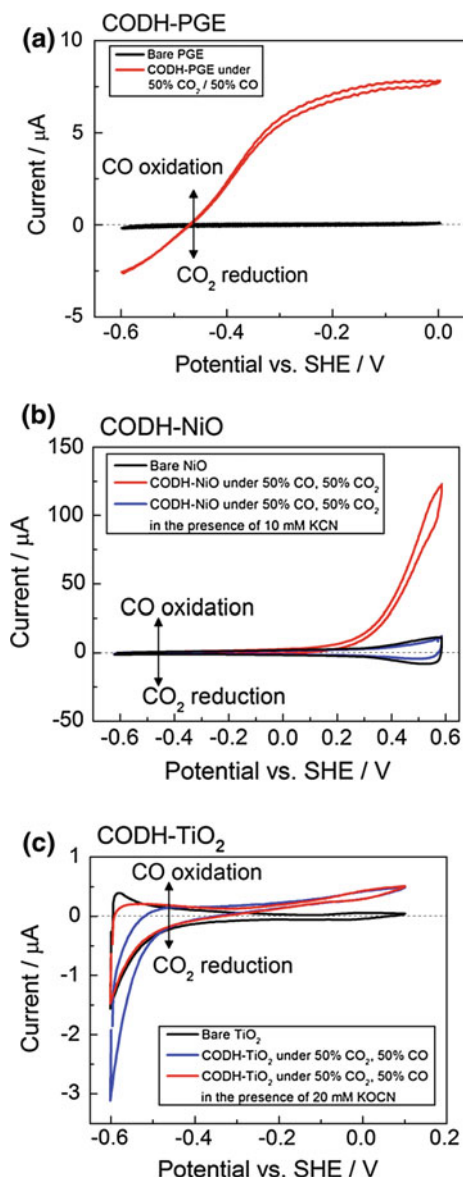 (a)
CODH-PGE
10
5
0
-5
Current / µA
Bare PGE
CODH-PGE under
50% CO₂ / 50% CO
CO oxidation
CO₂ reduction
-0.6 -0.4 -0.2 0.0
Potential vs. SHE / V
(b)
CODH-NiO
150
100
50
0
-50
Current / µA
Bare NiO
CODH-NiO under 50% CO, 50% CO₂
CODH-NiO under 50% CO, 50% CO₂
in the presence of 10 mM KCN
CO oxidation
CO₂ reduction
-0.6 -0.4 -0.2 0.0 0.2 0.4 0.6
Potential vs. SHE / V
(c)
CODH-TiO₂
1
0
-1
-2
-3
Current / µA
CO oxidation
CO₂ reduction
Bare TiO₂
CODH-TiO₂ under 50% CO₂, 50% CO
CODH-TiO₂ under 50% CO₂, 50% CO
in the presence of 20 mM KOCN
-0.6 -0.4 -0.2 0.0 0.2
Potential vs. SHE / V